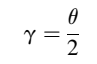 γ = θ/2